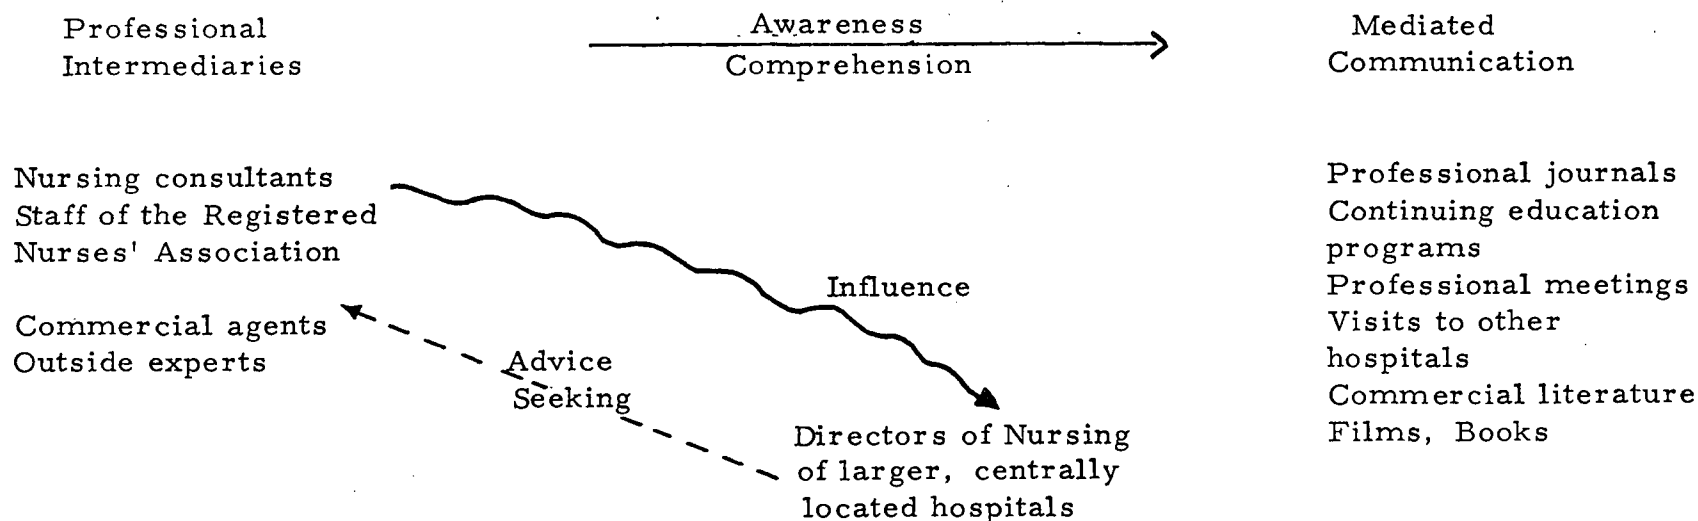 Professional
Intermediaries
Awareness
Comprehension
Mediated
Communication
Nursing consultants
Staff of the Registered
Nurses' Association
Commercial agents
Outside experts
Influence
Advice
Seeking
Directors of Nursing
of larger, centrally
located hospitals
Professional journals
Continuing education
programs
Professional meetings
Visits to other
hospitals
Commercial literature
Films, Books